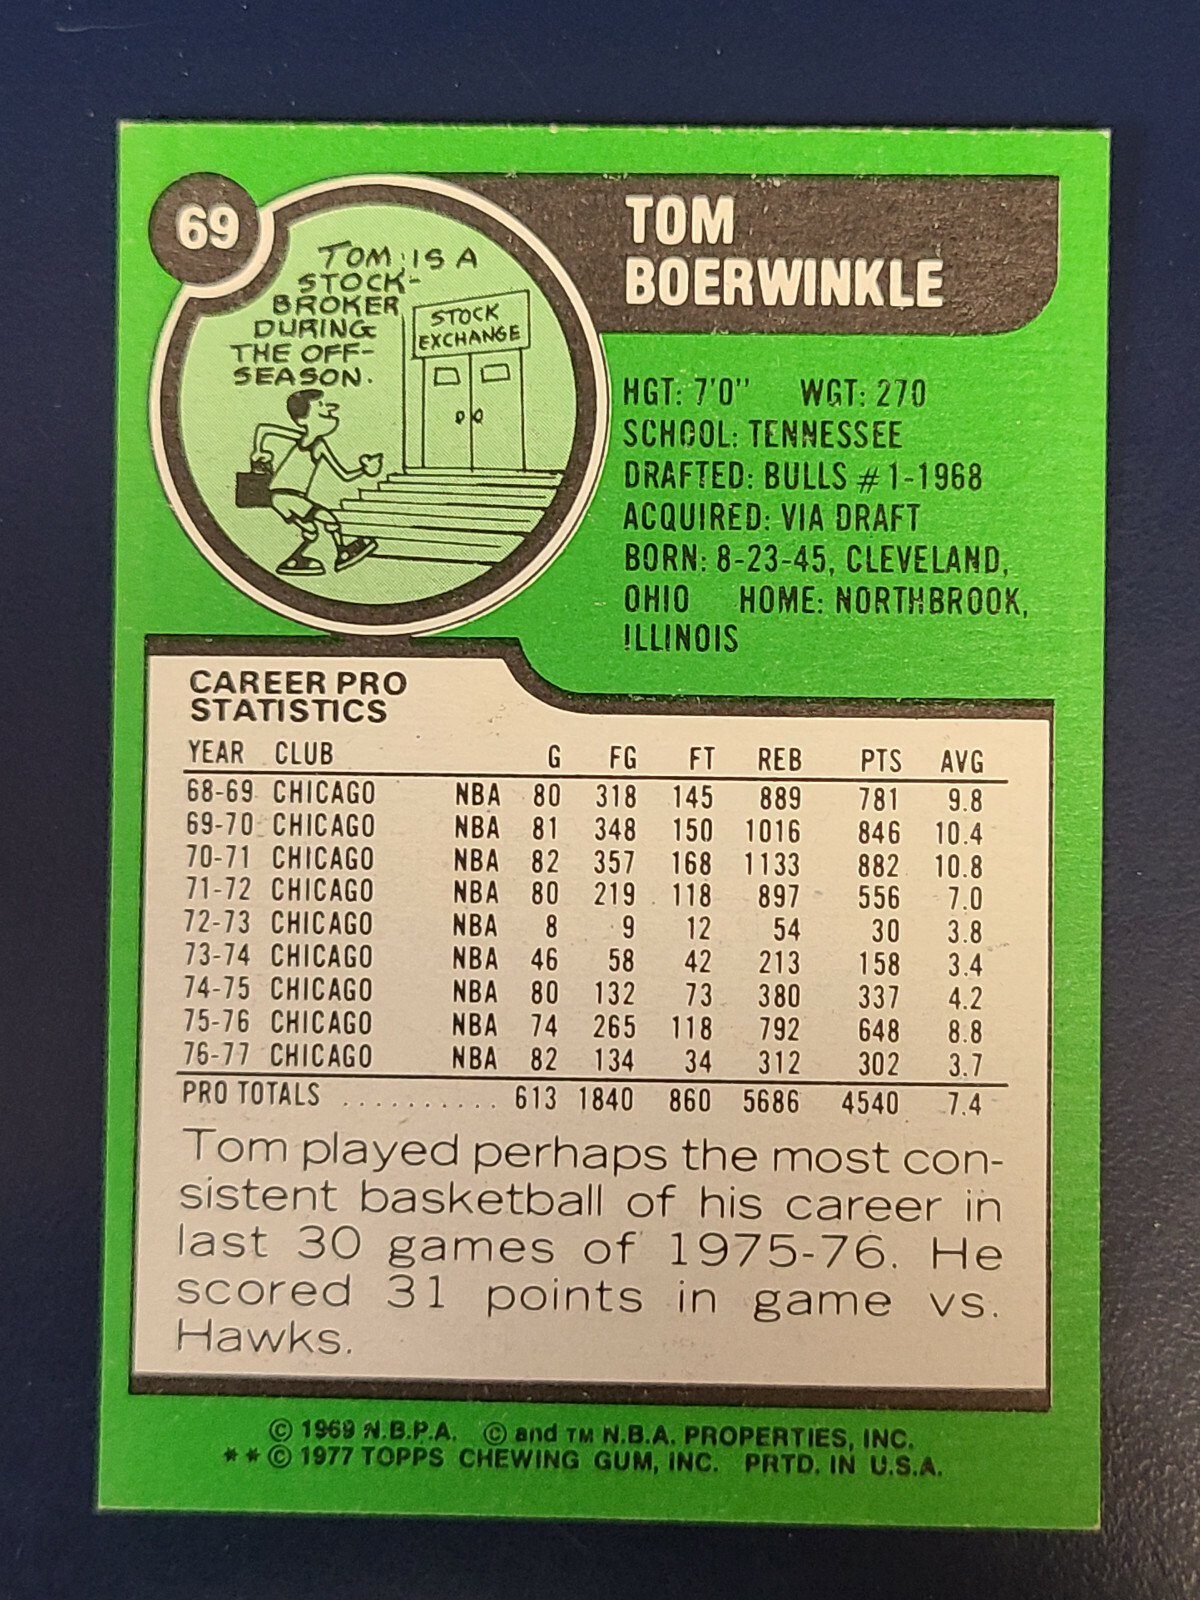 69
TOM IS A
STOCK-
BROKER
DURING
THE OFF-
SEASON.
STOCK
EXCHANGE
TOM
BOERWINKLE
HGT: 7'0" WGT: 270
SCHOOL: TENNESSEE
DRAFTED: BULLS #1-1968
ACQUIRED: VIA DRAFT
BORN: 8-23-45, CLEVELAND,
OHIO HOME: NORTHBROOK,
ILLINOIS
CAREER PRO
STATISTICS
YEAR CLUB G FG FT REB PTS AVG
68-69 CHICAGO NBA 80 318 145 889 781 9.8
69-70 CHICAGO NBA 81 348 150 1016 846 10.4
70-71 CHICAGO NBA 82 357 168 1133 882 10.8
71-72 CHICAGO NBA 80 219 118 897 556 7.0
72-73 CHICAGO NBA 8 9 12 54 30 3.8
73-74 CHICAGO NBA 46 58 42 213 158 3.4
74-75 CHICAGO NBA 80 132 73 380 337 4.2
75-76 CHICAGO NBA 74 265 118 792 648 8.8
76-77 CHICAGO NBA 82 134 34 312 302 3.7
PRO TOTALS .......... 613 1840 860 5686 4540 7.4
Tom played perhaps the most con-
sistent basketball of his career in
last 30 games of 1975-76. He
scored 31 points in game vs.
Hawks.
© 1969 N.B.P.A. © and TM N.B.A. PROPERTIES, INC.
**© 1977 TOPPS CHEWING GUM, INC. PRTD. IN U.S.A.